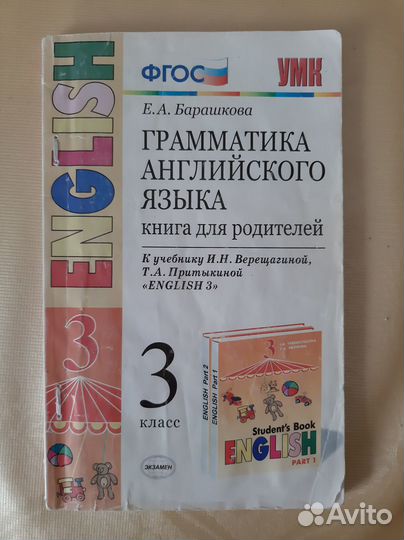 ENGLISH
3
ФГОС
УМК
Е.А. Барашкова
ГРАММАТИКА
АНГЛИЙСКОГО
ЯЗЫКА
книга для родителей
К учебнику И.Н. Верещагиной,
Т.А. Притыкиной
«ENGLISH 3»
3
класс
ЭКЗАМЕН
ENGLISH Part 2
ENGLISH Part 1
3
Student's Book
ENGLISH
PART 1
Avito